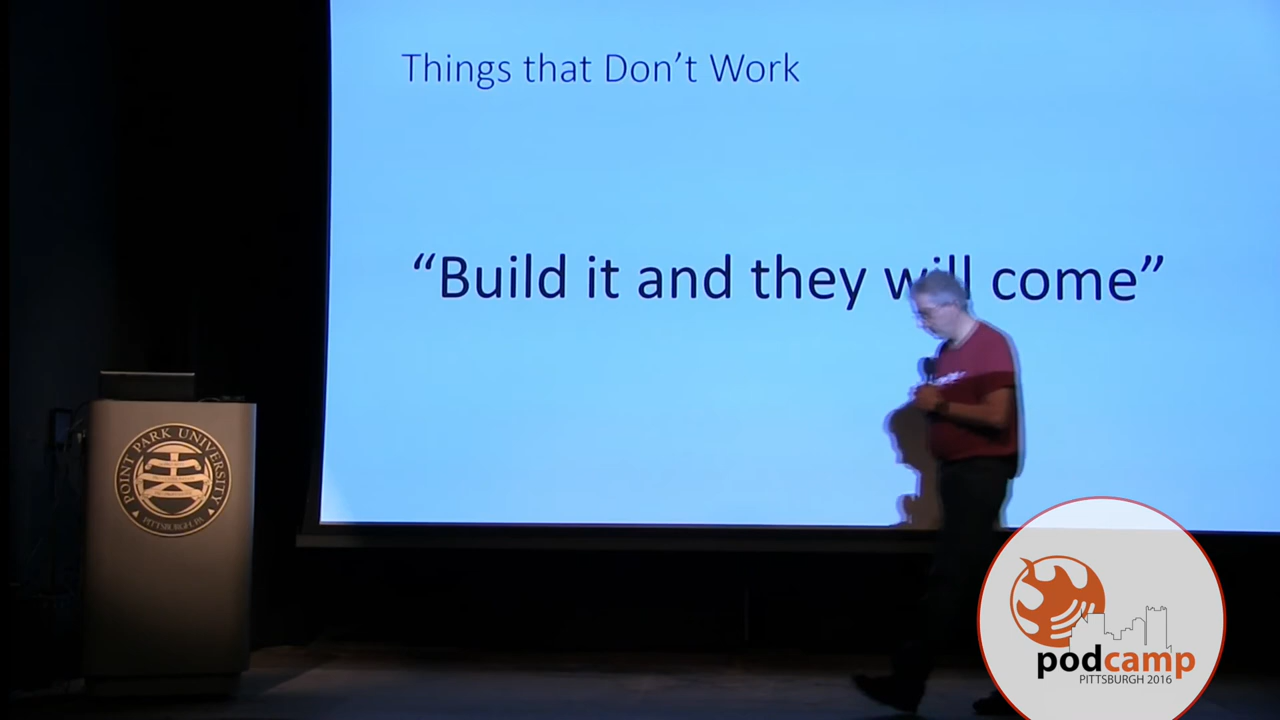 Things that Don't Work
“Build it and they will come”
POINT PARK UNIVERSITY
PITTSBURGH, PA
podcamp
PITTSBURGH 2016